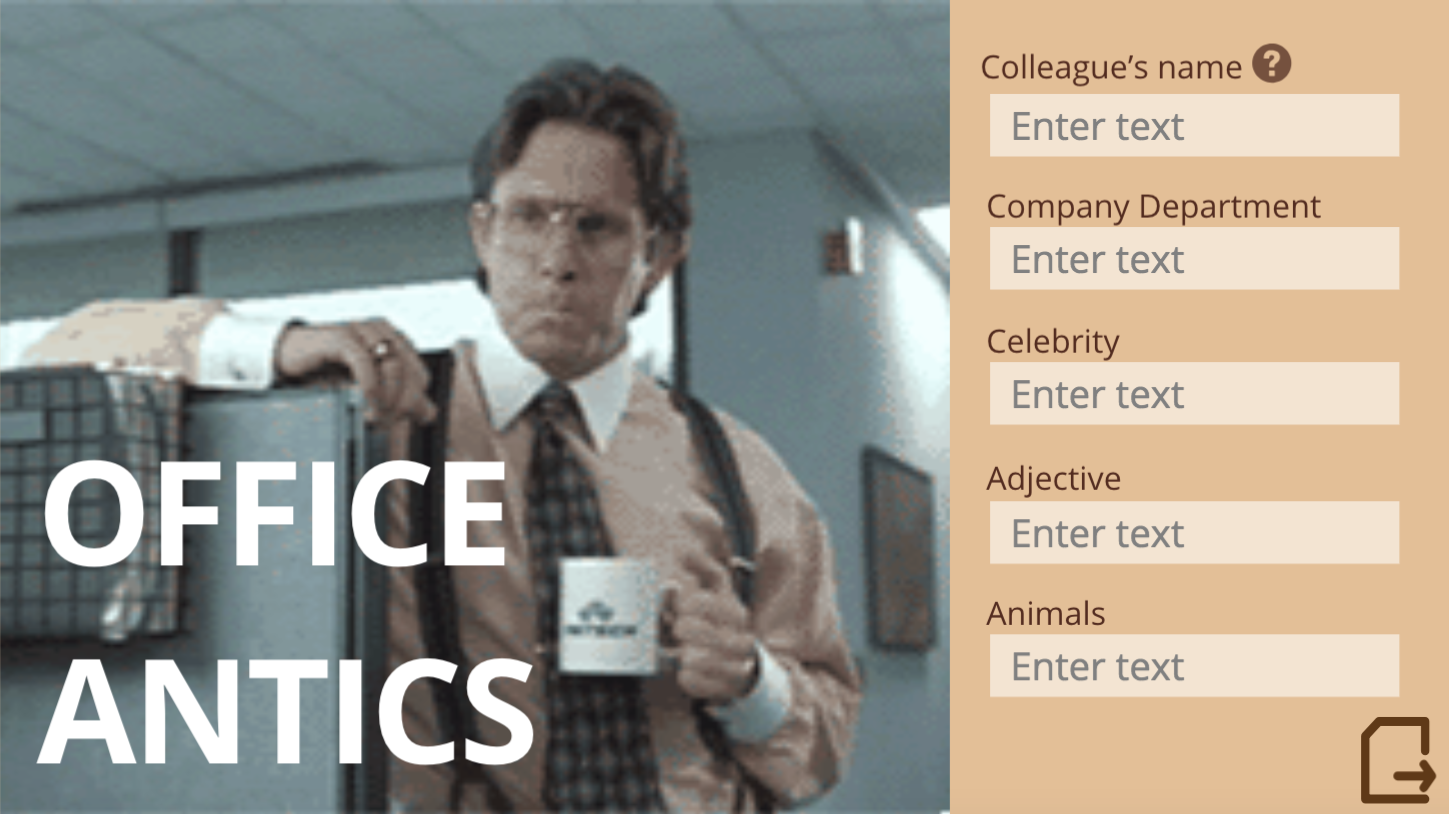 Colleague’s name ?
Enter text
Company Department
Enter text
Celebrity
Enter text
Adjective
Enter text
Animals
Enter text
OFFICE
ANTICS